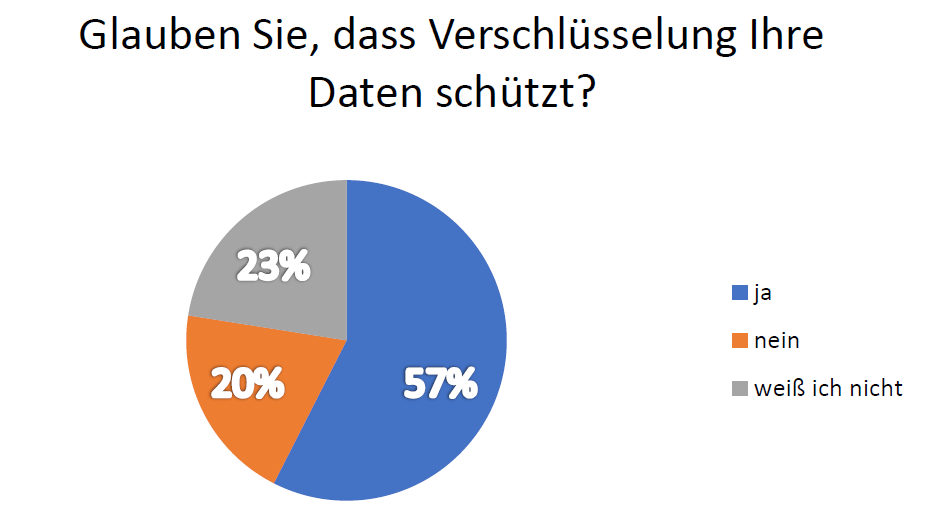 Glauben Sie, dass Verschlüsselung Ihre
Daten schützt?
23%
20%
57%
ja
nein
weiß ich nicht